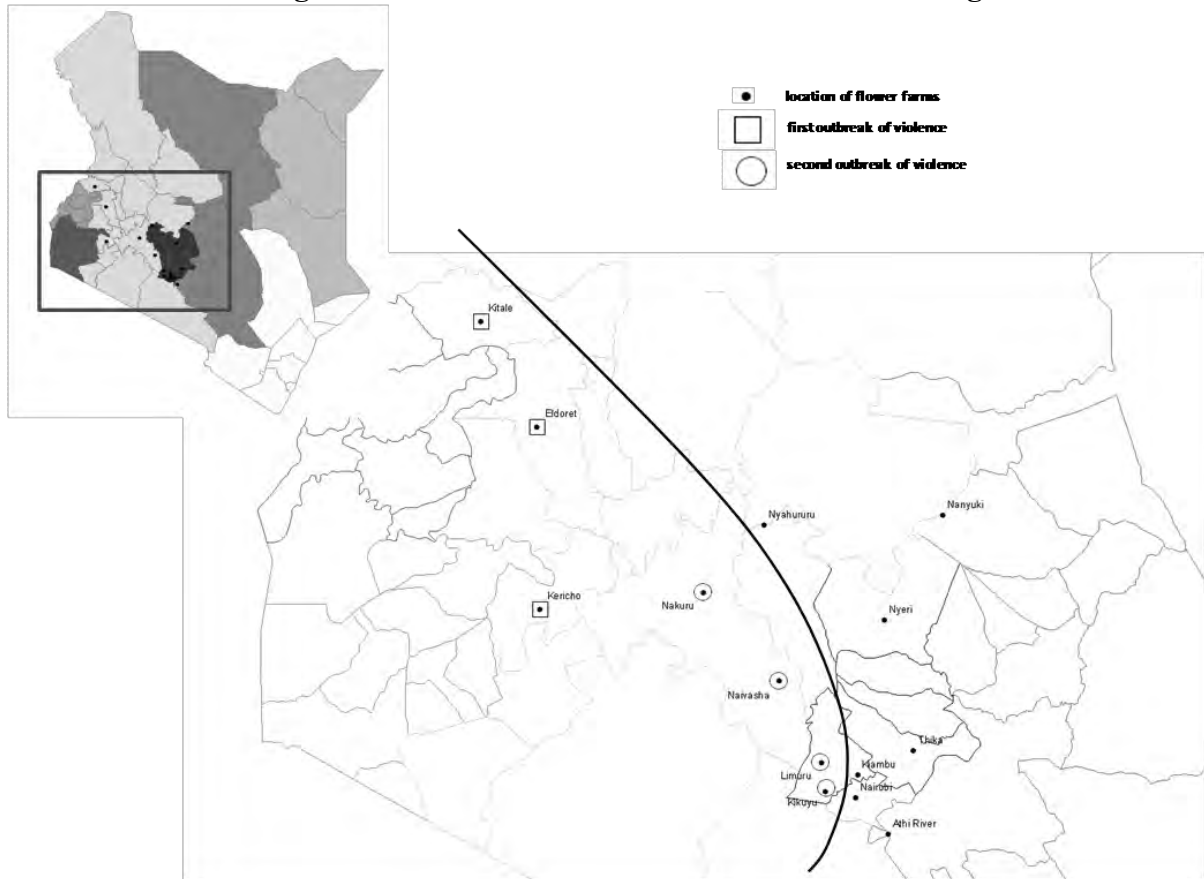 location of flower farms
first outbreak of violence
second outbreak of violence
Kitale
Eldoret
Nyahururu
Nanyuki
Kericho
Nakuru
Nyeri
Naivasha
Thika
Limuru
Kiambu
Kikuyu
Nairobi
Athi River